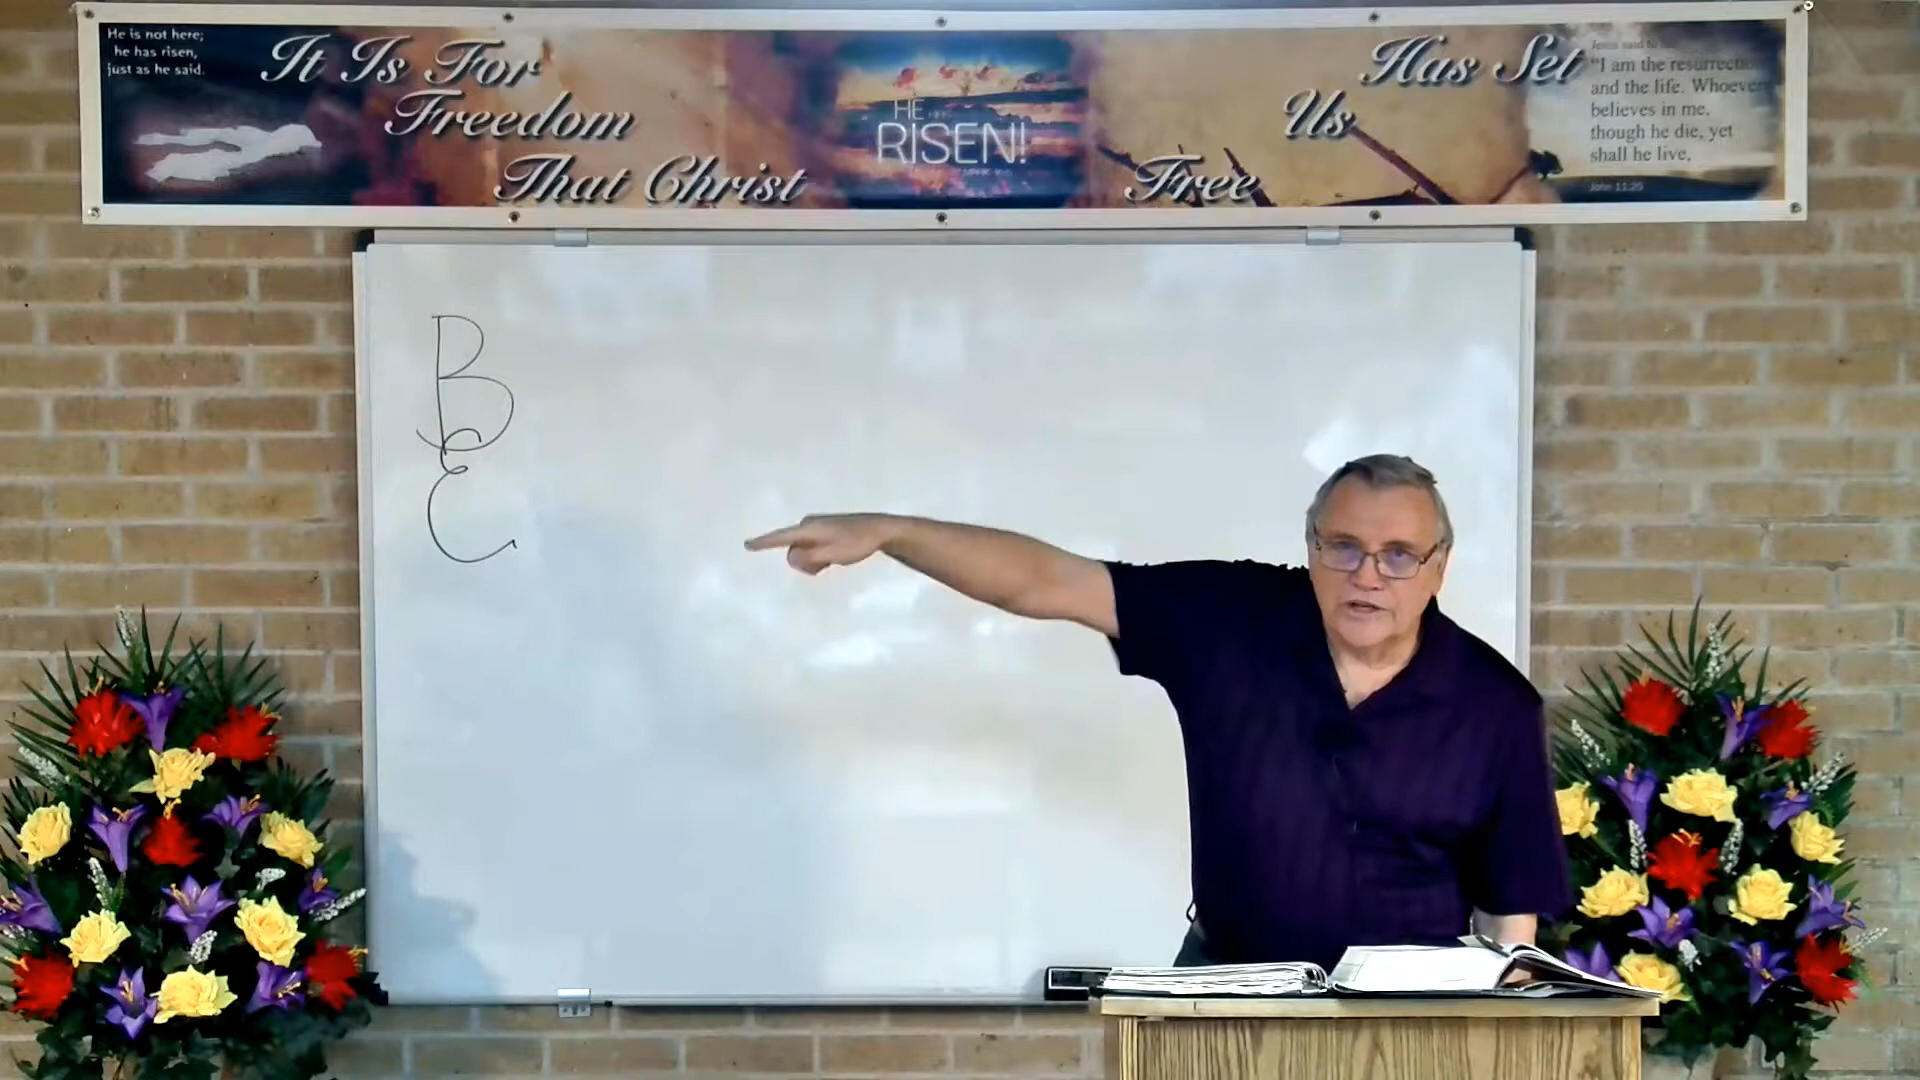 He is not here;
he has risen,
just as he said.
It Is For
Freedom
That Christ
HE HAS
RISEN!
Has Set
Us
Free
"I am the resurrection
and the life. Whoever
believes in me,
though he die, yet
shall he live,
John 11:25
B
E